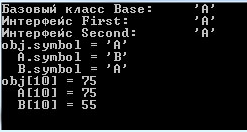 Базовый класс Base: 'A'
Интерфейс First: 'A'
Интерфейс Second: 'A'
obj.symbol = 'A'
A.symbol = 'B'
B.symbol = 'A'
obj[10] = 75
A[10] = 75
B[10] = 55